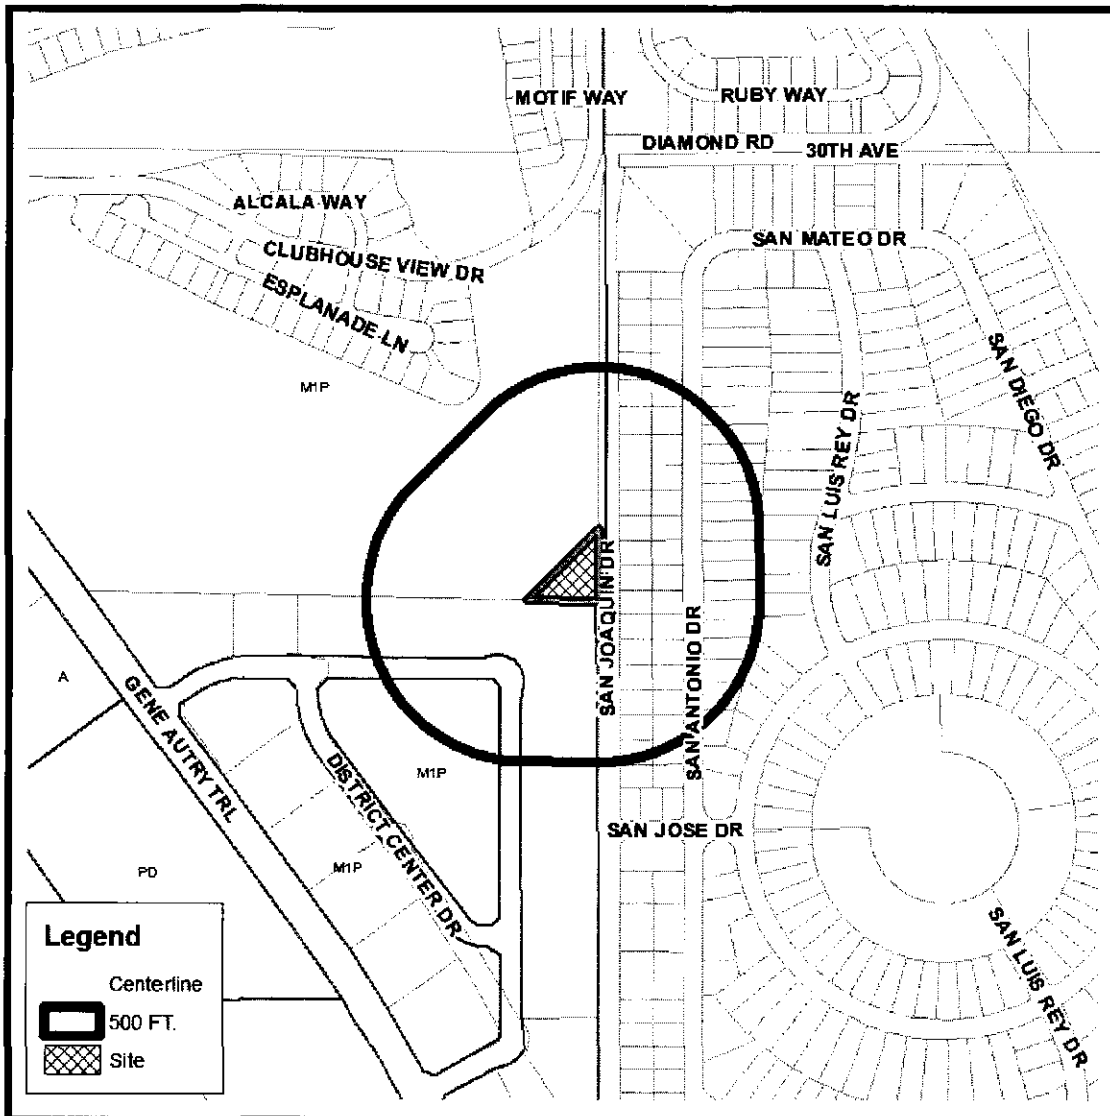 MOTIF WAY
RUBY WAY
DIAMOND RD
30TH AVE
ALCALA WAY
SAN MATEO DR
CLUBHOUSE VIEW DR
ESPLANADE LN
SAN DIEGO DR
M1P
SAN LUIS REY DR
SAN JOAQUIN DR
SAN ANTONIO DR
A
GENE AUTRY TRL
M1P
DISTRICT CENTER DR
SAN JOSE DR
M1P
PD
SAN LUIS REY DR
Legend
Centerline
500 FT.
Site